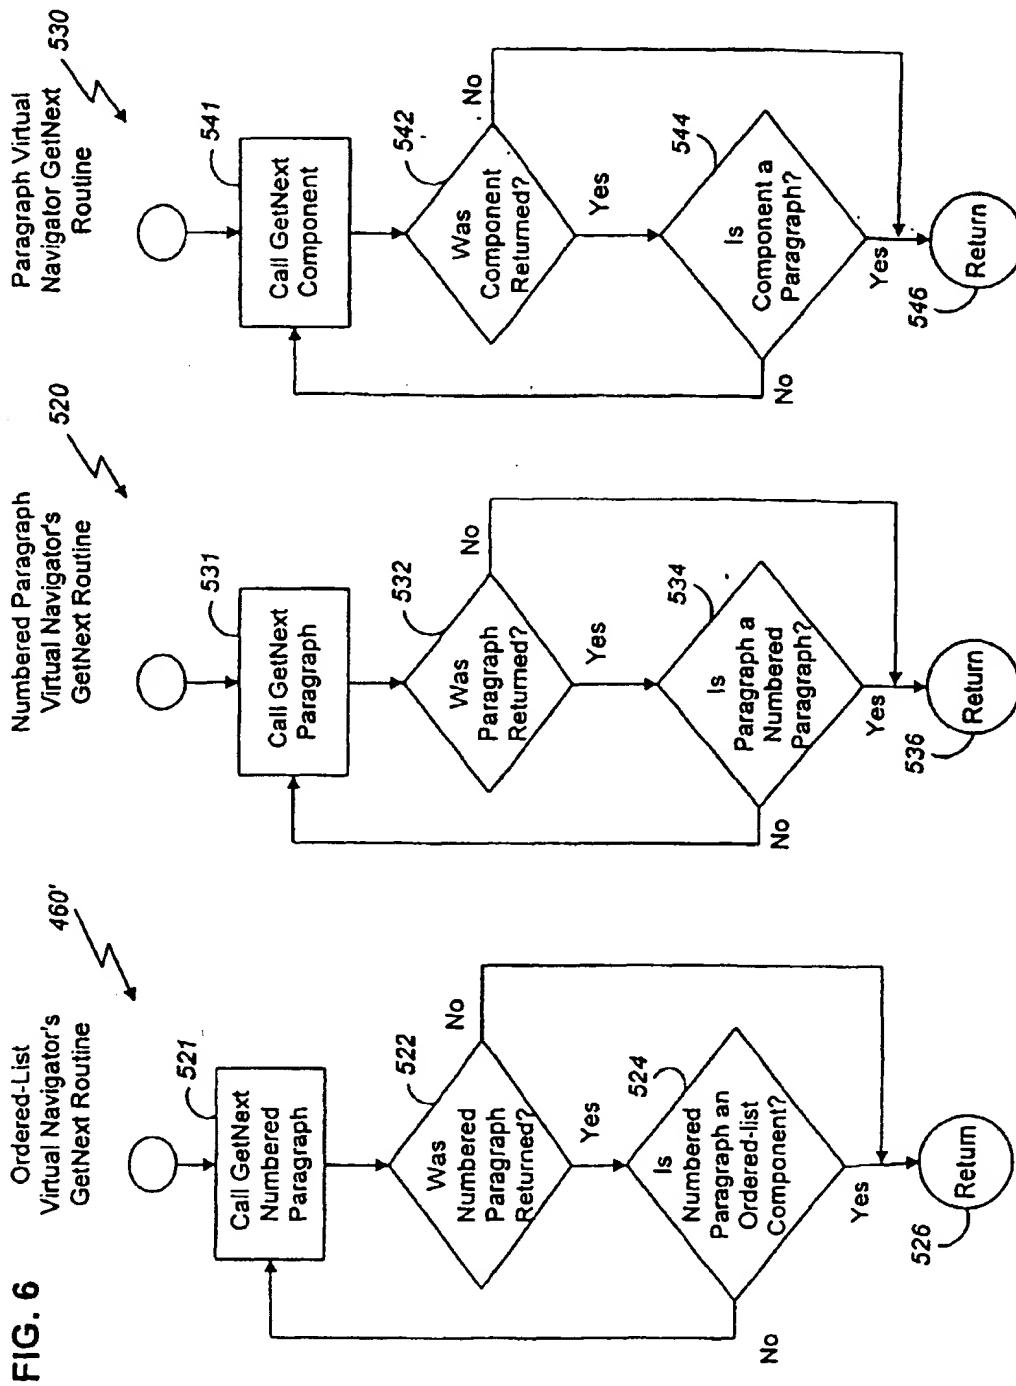 FIG. 6
Ordered-List
Virtual Navigator's
GetNext Routine
460'
Call GetNext
Numbered
Paragraph
521
Was
Numbered
Paragraph
Returned?
522
No
Yes
Is
Numbered
Paragraph an
Ordered-list
Component?
524
No
Yes
Return
526
Numbered Paragraph
Virtual Navigator's
GetNext Routine
520
Call GetNext
Paragraph
531
Was
Paragraph
Returned?
532
No
Yes
Is
Paragraph a
Numbered
Paragraph?
534
No
Yes
Return
536
Paragraph Virtual
Navigator GetNext
Routine
530
Call GetNext
Component
541
Was
Component
Returned?
542
No
Yes
Is
Component a
Paragraph?
544
No
Yes
Return
546